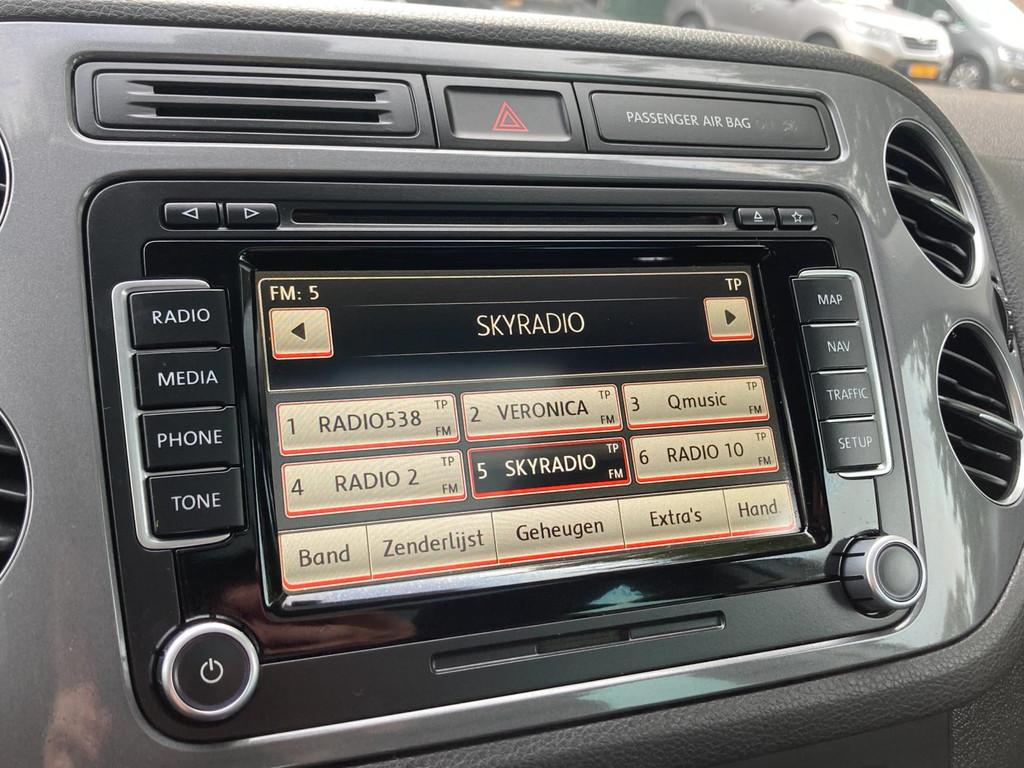 PASSENGER AIR BAG
RADIO
MEDIA
PHONE
TONE
FM: 5
TP
SKYRADIO
1 RADIO538 TP FM
2 VERONICA TP FM
3 Qmusic TP FM
4 RADIO 2 TP FM
5 SKYRADIO TP FM
6 RADIO 10 TP FM
Band
Zenderlijst
Geheugen
Extra's
Hand.
MAP
NAV
TRAFFIC
SETUP